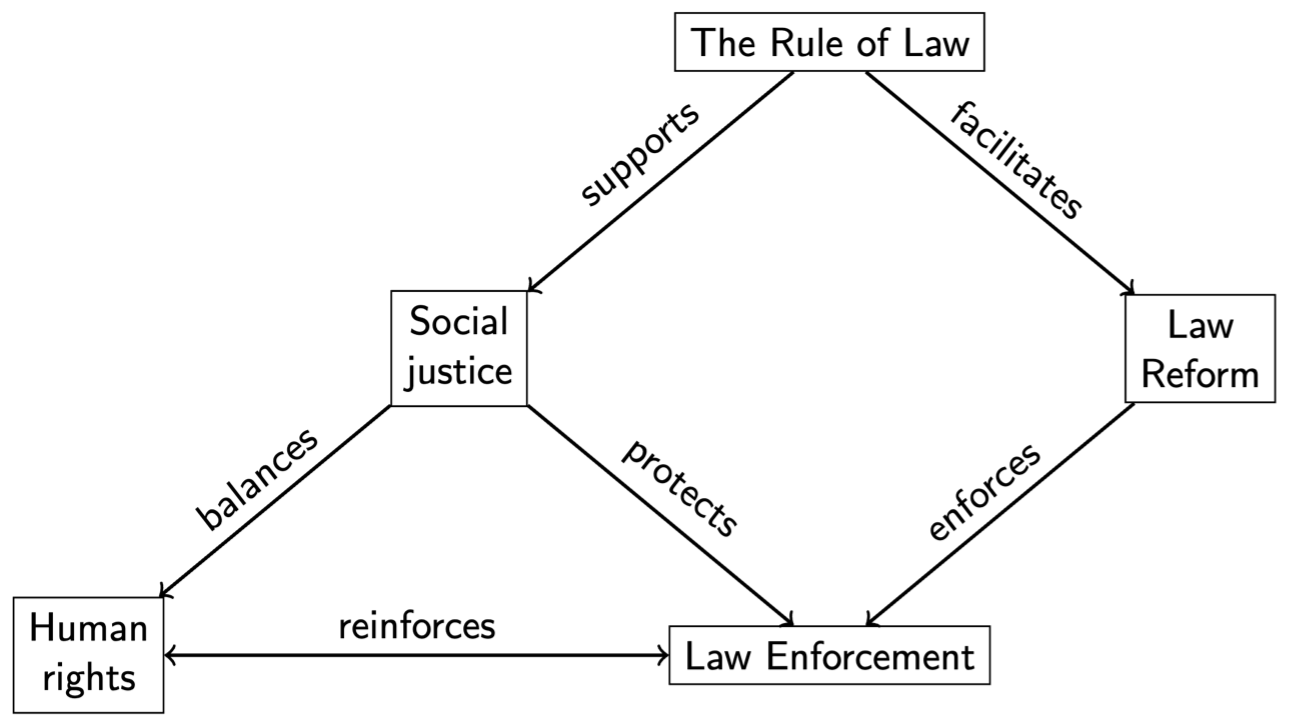 The Rule of Law
supports
facilitates
Social
justice
Law
Reform
balances
protects
enforces
Human
rights
reinforces
Law Enforcement